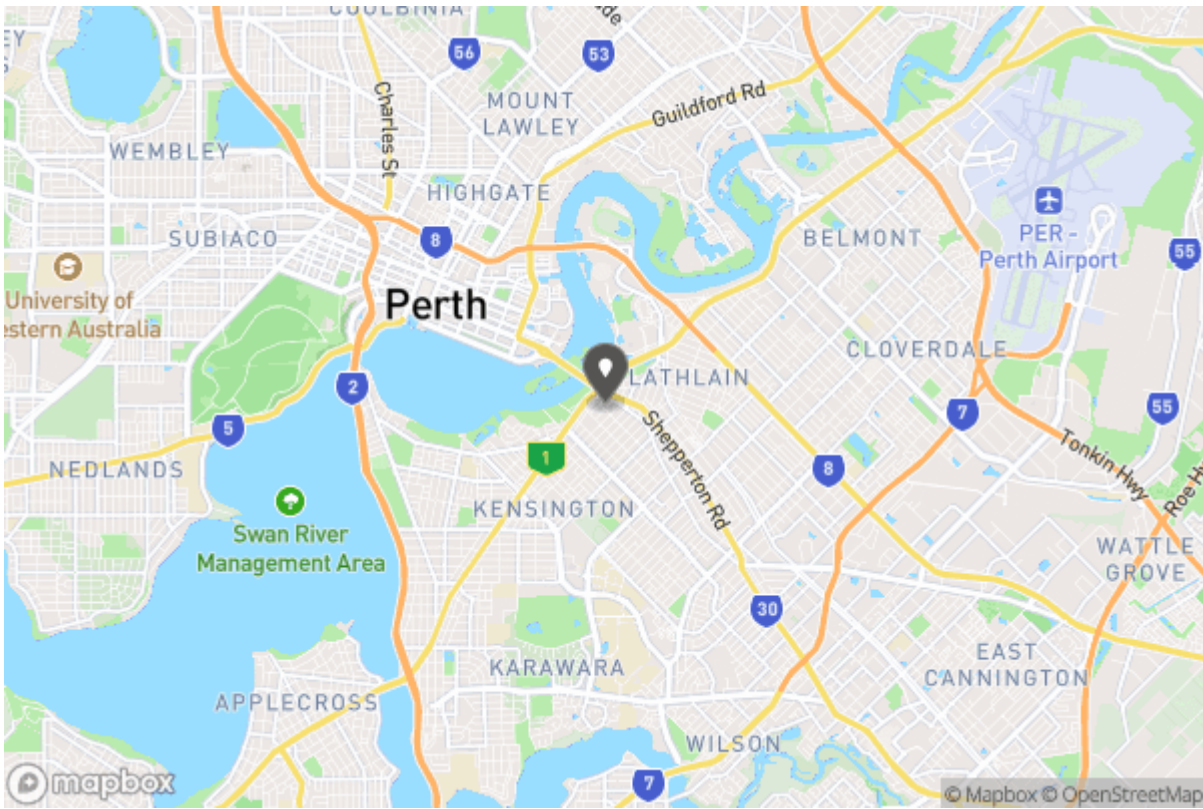 COOLBINIA
56
53
MOUNT
LAWLEY
Guildford Rd
Charles St
WEMBLEY
HIGHGATE
SUBIACO
8
BELMONT
PER -
Perth Airport
55
University of
estern Australia
Perth
CLOVERDALE
LATHLAIN
2
5
7
55
NEDLANDS
1
Shepperton Rd
8
Tonkin Hwy
KENSINGTON
Swan River
Management Area
WATTLE
GROVE
30
KARAWARA
EAST
CANNINGTON
APPLECROSS
WILSON
7
mapbox
© Mapbox © OpenStreetMap